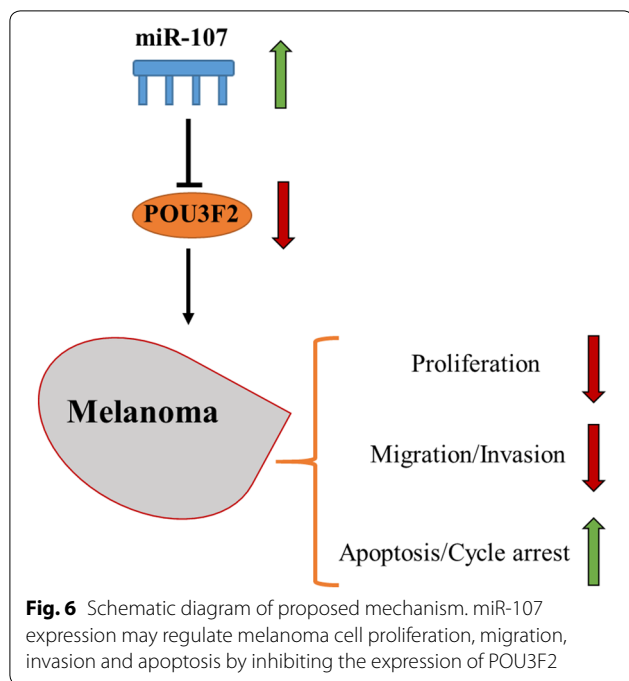 miR-107
POU3F2
Melanoma
Proliferation
Migration/Invasion
Apoptosis/Cycle arrest
Fig. 6 Schematic diagram of proposed mechanism. miR-107
expression may regulate melanoma cell proliferation, migration,
invasion and apoptosis by inhibiting the expression of POU3F2